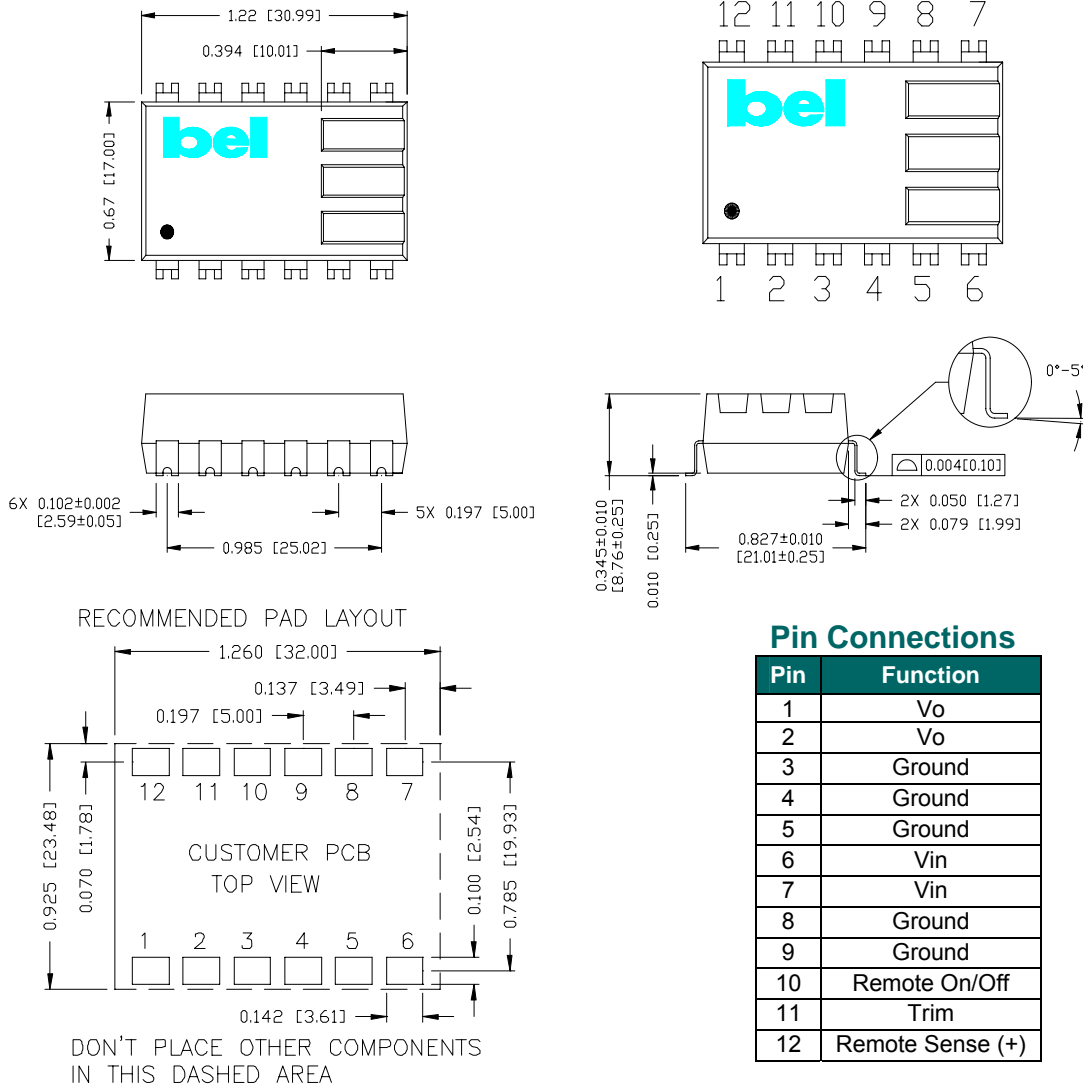 1.22 [30.99]
0.394 [10.01]
0.67 [17.00]
bel
12 11 10 9 8 7
bel
1 2 3 4 5 6
6X 0.102±0.002
[2.59±0.05]
5X 0.197 [5.00]
0.985 [25.02]
0°-5°
0.004[0.10]
2X 0.050 [1.27]
2X 0.079 [1.99]
0.827±0.010
[21.01±0.25]
0.345±0.010
[8.76±0.25]
0.010 [0.25]
RECOMMENDED PAD LAYOUT
1.260 [32.00]
0.137 [3.49]
0.197 [5.00]
0.925 [23.48]
0.070 [1.78]
12 11 10 9 8 7
CUSTOMER PCB
TOP VIEW
0.100 [2.54]
0.785 [19.93]
1 2 3 4 5 6
0.142 [3.61]
DON'T PLACE OTHER COMPONENTS
IN THIS DASHED AREA
Pin Connections
Pin Function
1 Vo
2 Vo
3 Ground
4 Ground
5 Ground
6 Vin
7 Vin
8 Ground
9 Ground
10 Remote On/Off
11 Trim
12 Remote Sense (+)